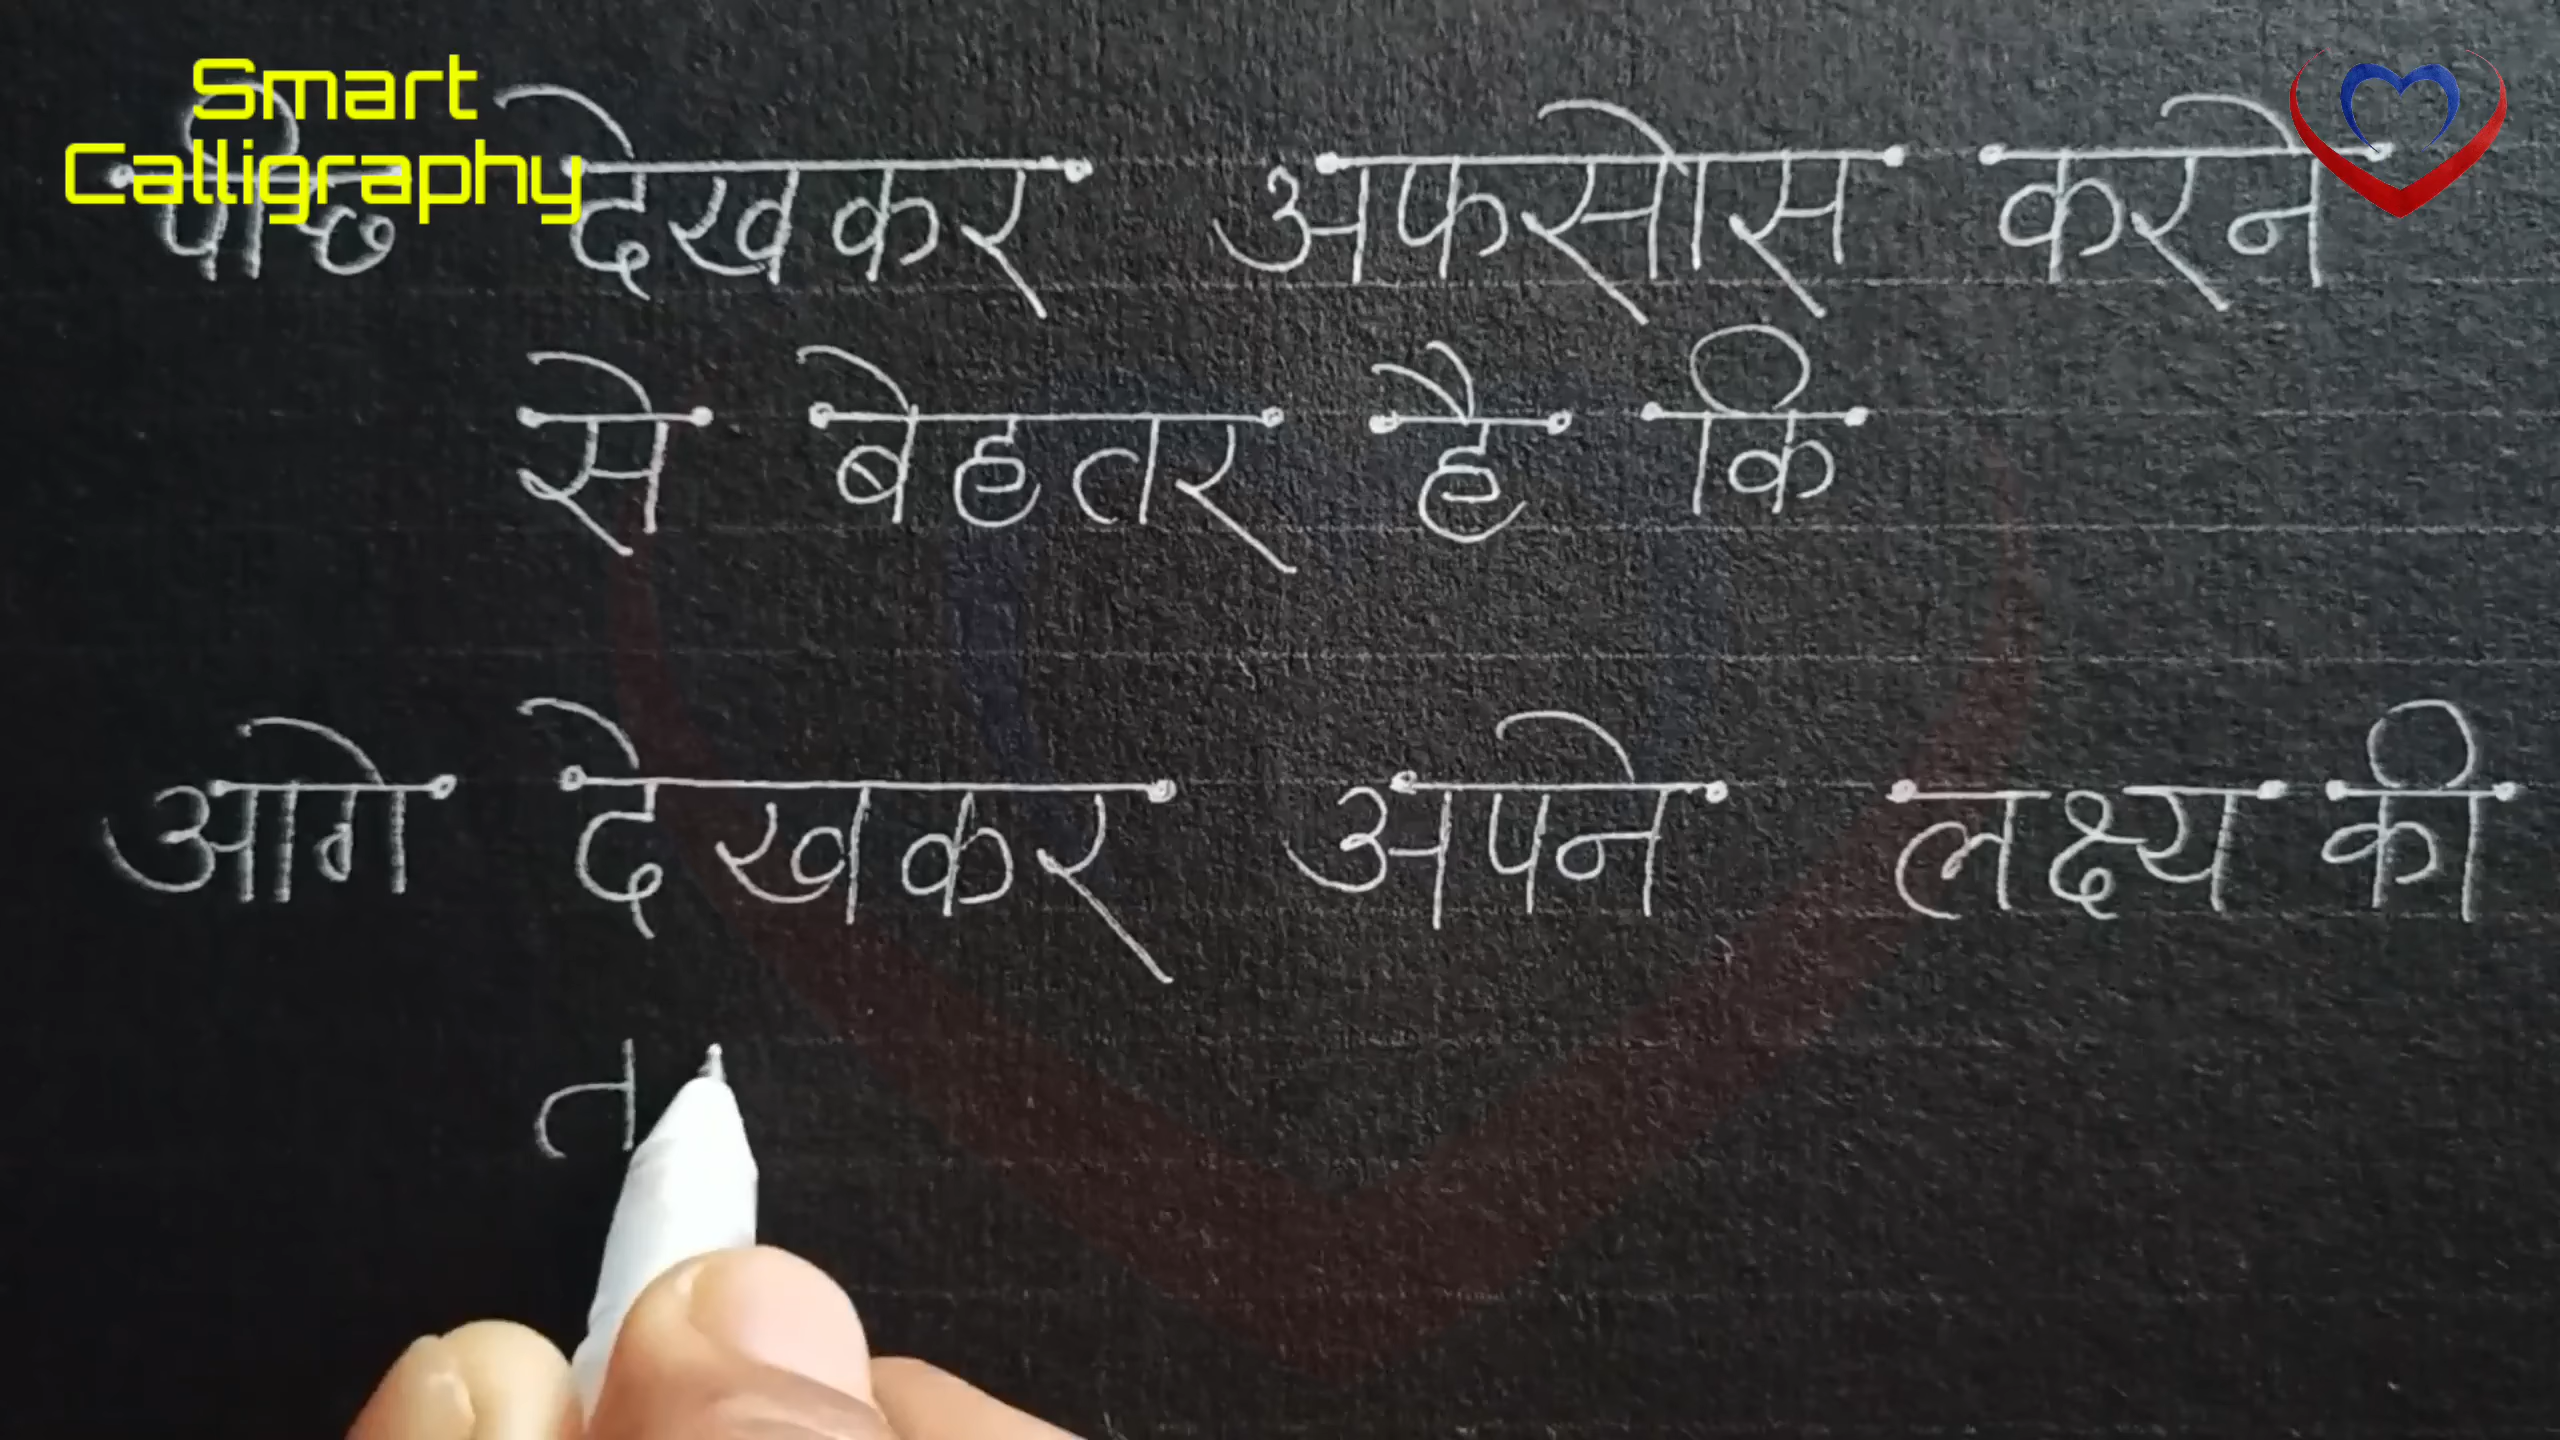 Smart
Calligraphy
पीछे देखकर अफसोस करने
से बेहतर है कि
आगे देखकर अपने लक्ष्य की
त